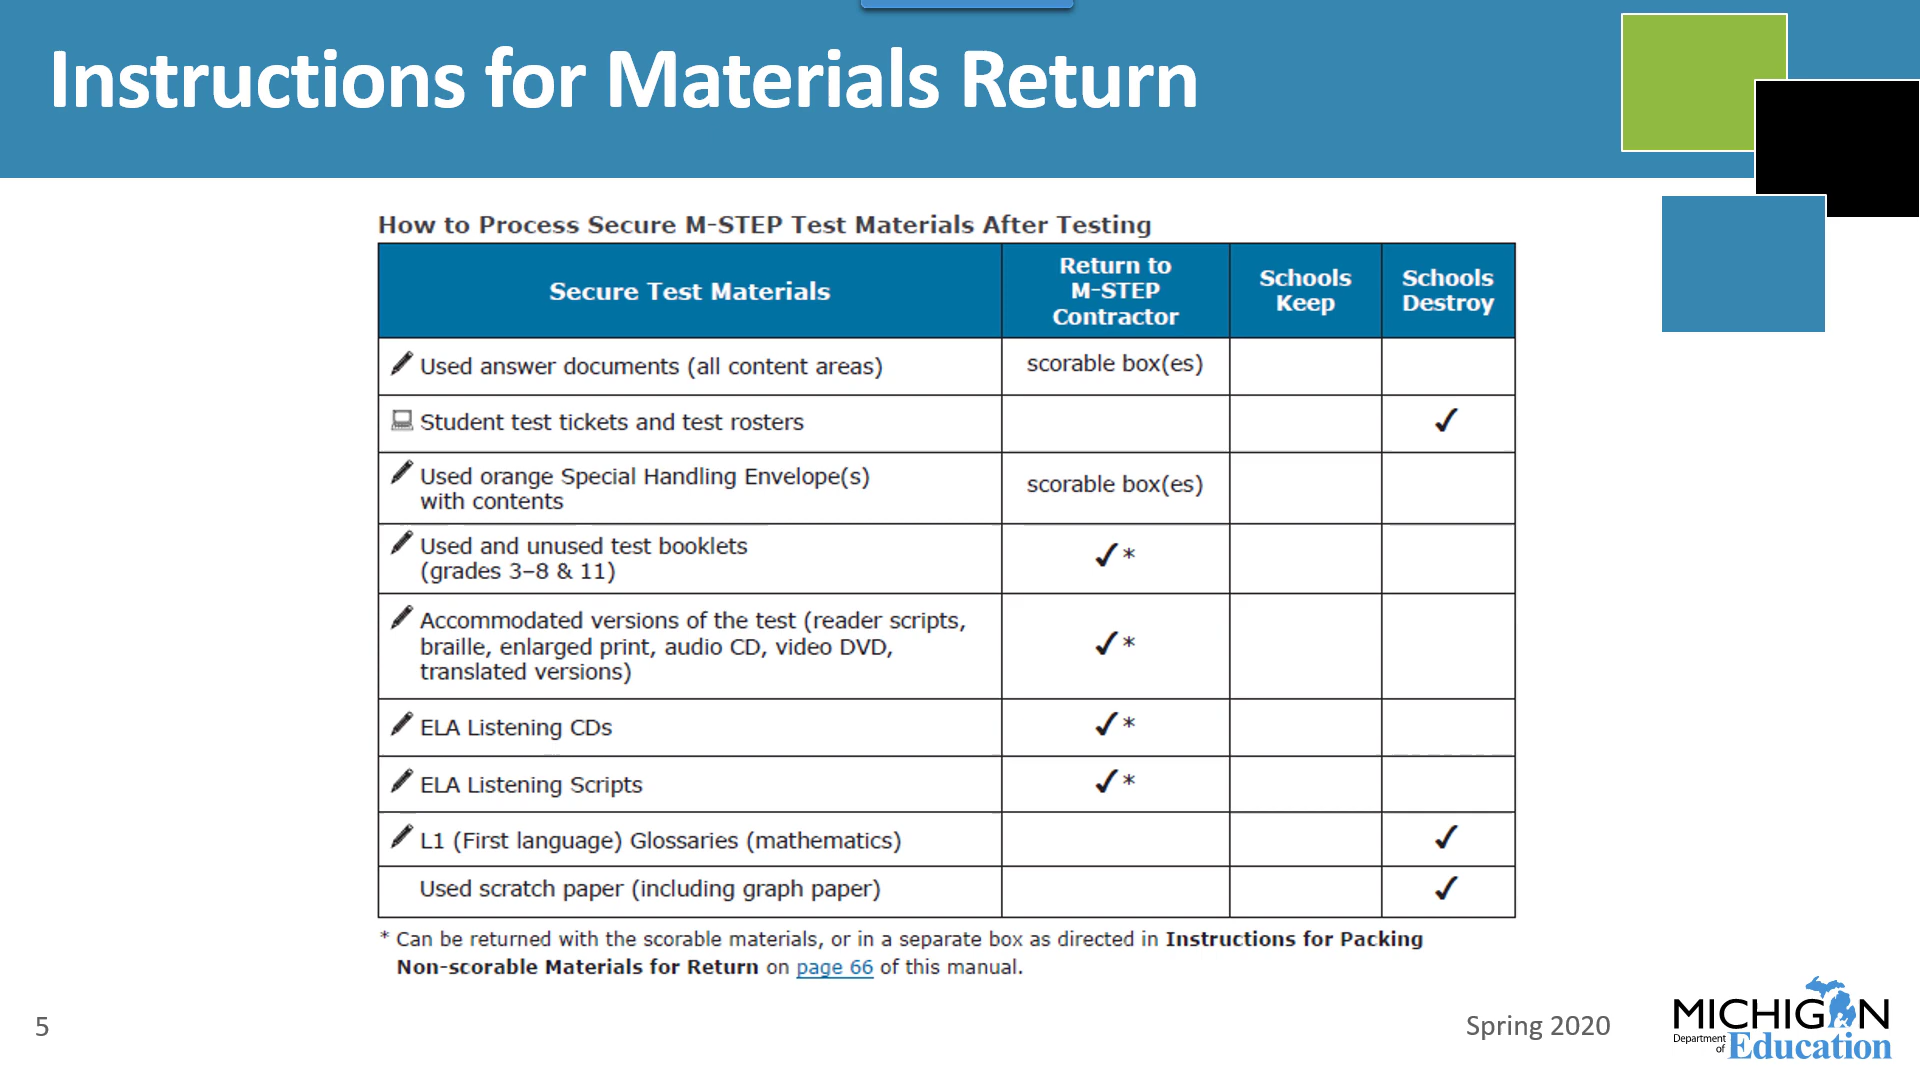 Instructions for Materials Return
How to Process Secure M-STEP Test Materials After Testing
Secure Test Materials
Return to
M-STEP
Contractor
Schools
Keep
Schools
Destroy
Used answer documents (all content areas)
scorable box(es)
Student test tickets and test rosters
✓
Used orange Special Handling Envelope(s)
with contents
scorable box(es)
Used and unused test booklets
(grades 3–8 & 11)
✓*
Accommodated versions of the test (reader scripts,
braille, enlarged print, audio CD, video DVD,
translated versions)
✓*
ELA Listening CDs
✓*
ELA Listening Scripts
✓*
L1 (First language) Glossaries (mathematics)
✓
Used scratch paper (including graph paper)
✓
* Can be returned with the scorable materials, or in a separate box as directed in Instructions for Packing
Non-scorable Materials for Return on page 66 of this manual.
5
Spring 2020
MICHIGAN
Department
of Education